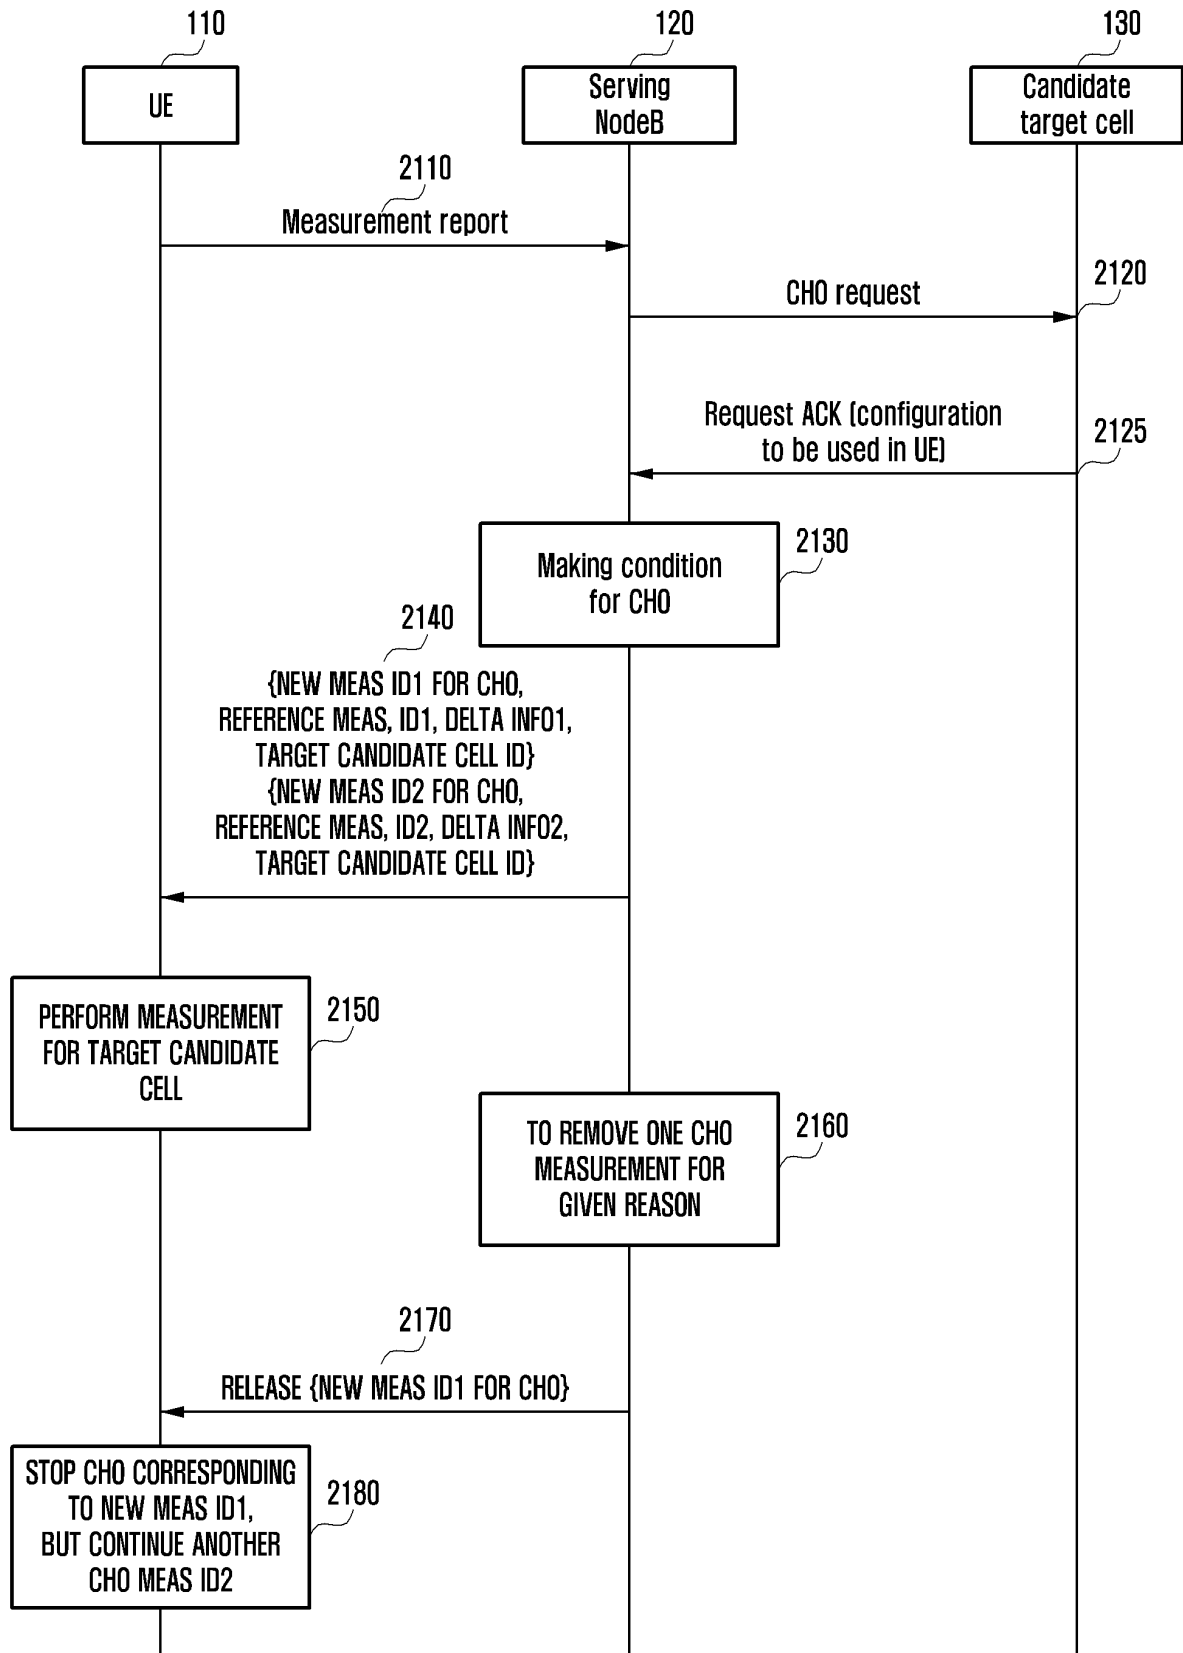 110
120
130
UE
Serving
NodeB
Candidate
target cell
2110
Measurement report
2120
CHO request
Request ACK (configuration
to be used in UE)
2125
Making condition
for CHO
2130
2140
{NEW MEAS ID1 FOR CHO,
REFERENCE MEAS, ID1, DELTA INFO1,
TARGET CANDIDATE CELL ID}
{NEW MEAS ID2 FOR CHO,
REFERENCE MEAS, ID2, DELTA INFO2,
TARGET CANDIDATE CELL ID}
PERFORM MEASUREMENT
FOR TARGET CANDIDATE
CELL
2150
TO REMOVE ONE CHO
MEASUREMENT FOR
GIVEN REASON
2160
2170
RELEASE {NEW MEAS ID1 FOR CHO}
STOP CHO CORRESPONDING
TO NEW MEAS ID1,
BUT CONTINUE ANOTHER
CHO MEAS ID2
2180